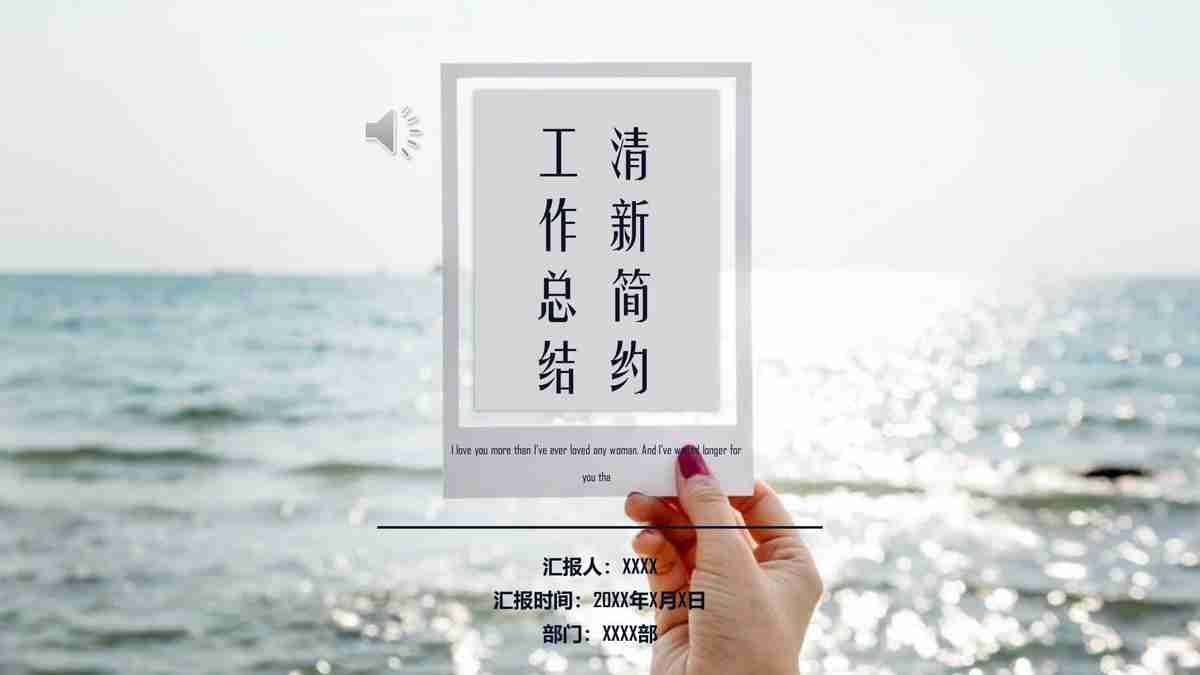 清新简约
工作总结
I love you more than I've ever loved any woman. And I've waited longer for
you tha
汇报人：XXXX
汇报时间：20XX年X月X日
部门：XXXX部